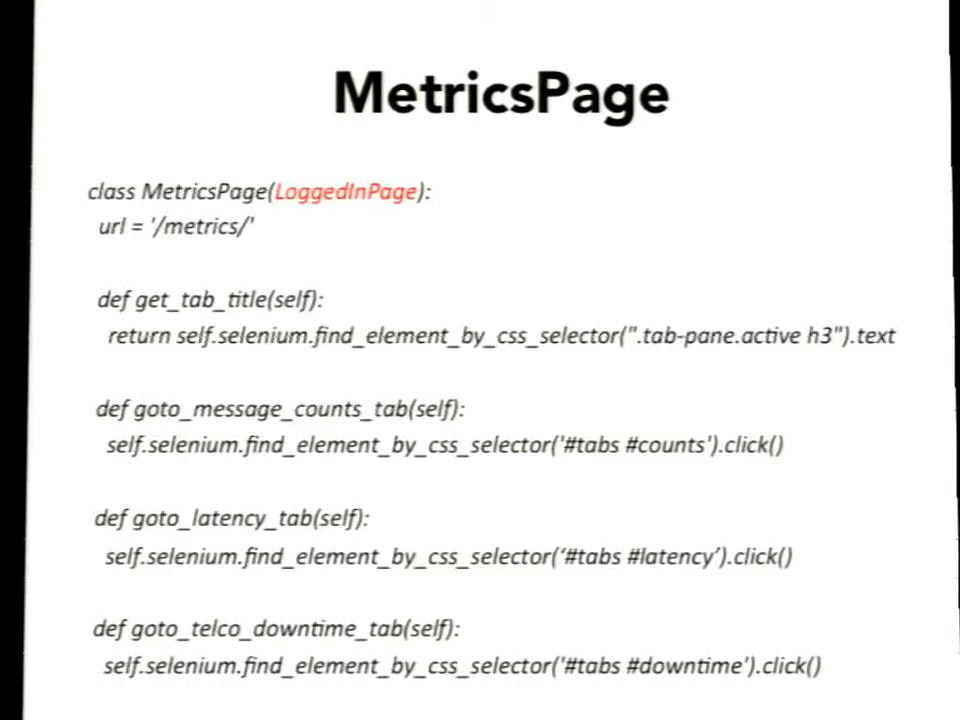 MetricsPage
class MetricsPage(LoggedInPage):
url = '/metrics/'
def get_tab_title(self):
return self.selenium.find_element_by_css_selector(".tab-pane.active h3").text
def goto_message_counts_tab(self):
self.selenium.find_element_by_css_selector('#tabs #counts').click()
def goto_latency_tab(self):
self.selenium.find_element_by_css_selector(‘#tabs #latency’).click()
def goto_telco_downtime_tab(self):
self.selenium.find_element_by_css_selector('#tabs #downtime').click()